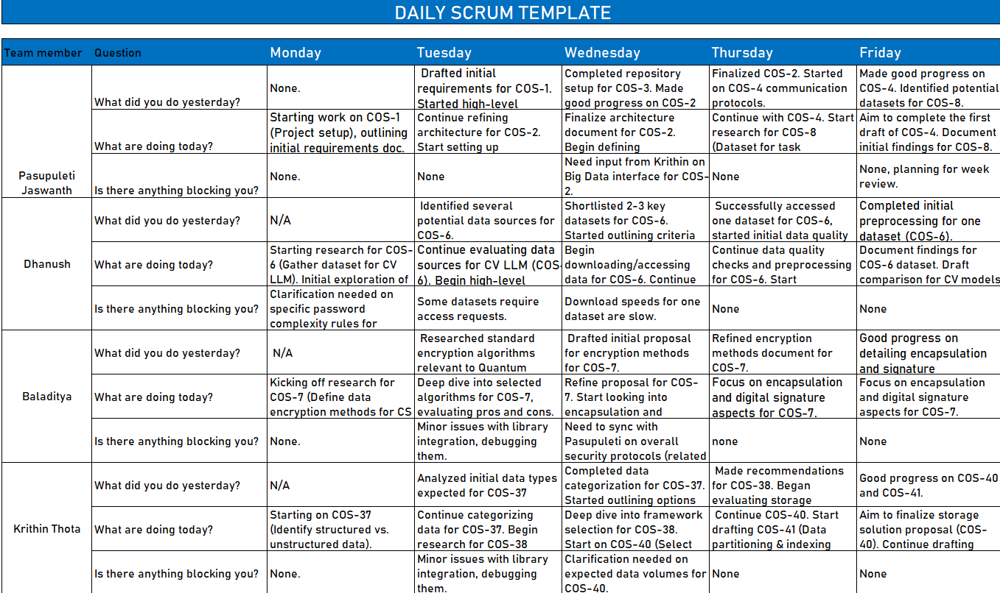 DAILY SCRUM TEMPLATE
Team member Question Monday Tuesday Wednesday Thursday Friday
Pasupuleti
Jaswanth
What did you do yesterday?
None.
Drafted initial
requirements for COS-1.
Started high-level
Completed repository
setup for COS-3. Made
good progress on COS-2
Finalized COS-2. Started
on COS-4 communication
protocols.
Made good progress on
COS-4. Identified potential
datasets for COS-8.
What are doing today?
Starting work on COS-1
(Project setup), outlining
initial requirements doc.
Continue refining
architecture for COS-2.
Start setting up
Finalize architecture
document for COS-2.
Begin defining
Continue with COS-4. Start
research for COS-8
(Dataset for task
Aim to complete the first
draft of COS-4. Document
initial findings for COS-8.
Is there anything blocking you?
None.
None
Need input from Krithin on
Big Data interface for COS-
2.
None
None, planning for week
review.
Dhanush
What did you do yesterday?
N/A
Identified several
potential data sources for
COS-6.
Shortlisted 2-3 key
datasets for COS-6.
Started outlining criteria
Successfully accessed
one dataset for COS-6,
started initial data quality
Completed initial
preprocessing for one
dataset (COS-6).
What are doing today?
Starting research for COS-
6 (Gather dataset for CV
LLM). Initial exploration of
Continue evaluating data
sources for CV LLM (COS-
6). Begin high-level
Begin
downloading/accessing
data for COS-6. Continue
Continue data quality
checks and preprocessing
for COS-6. Start
Document findings for
COS-6 dataset. Draft
comparison for CV models
Is there anything blocking you?
Clarification needed on
specific password
complexity rules for
Some datasets require
access requests.
Download speeds for one
dataset are slow.
None
None
Baladitya
What did you do yesterday?
N/A
Researched standard
encryption algorithms
relevant to Quantum
Drafted initial proposal
for encryption methods
for COS-7.
Refined encryption
methods document for
COS-7.
Good progress on
detailing encapsulation
and signature
What are doing today?
Kicking off research for
COS-7 (Define data
encryption methods for CS
Deep dive into selected
algorithms for COS-7,
evaluating pros and cons.
Refine proposal for COS-
7. Start looking into
encapsulation and
Focus on encapsulation
and digital signature
aspects for COS-7.
Focus on encapsulation
and digital signature
aspects for COS-7.
Is there anything blocking you?
None.
Minor issues with library
integration, debugging
them.
Need to sync with
Pasupuleti on overall
security protocols (related
none
None
Krithin Thota
What did you do yesterday?
N/A
Analyzed initial data types
expected for COS-37
Completed data
categorization for COS-37.
Started outlining options
Made recommendations
for COS-38. Began
evaluating storage
Good progress on COS-40
and COS-41.
What are doing today?
Starting on COS-37
(Identify structured vs.
unstructured data).
Continue categorizing
data for COS-37. Begin
research for COS-38
Deep dive into framework
selection for COS-38.
Start on COS-40 (Select
Continue COS-40. Start
drafting COS-41 (Data
partitioning & indexing
Aim to finalize storage
solution proposal (COS-
40). Continue drafting
Is there anything blocking you?
None.
Minor issues with library
integration, debugging
them.
Clarification needed on
expected data volumes for
COS-40.
None
None